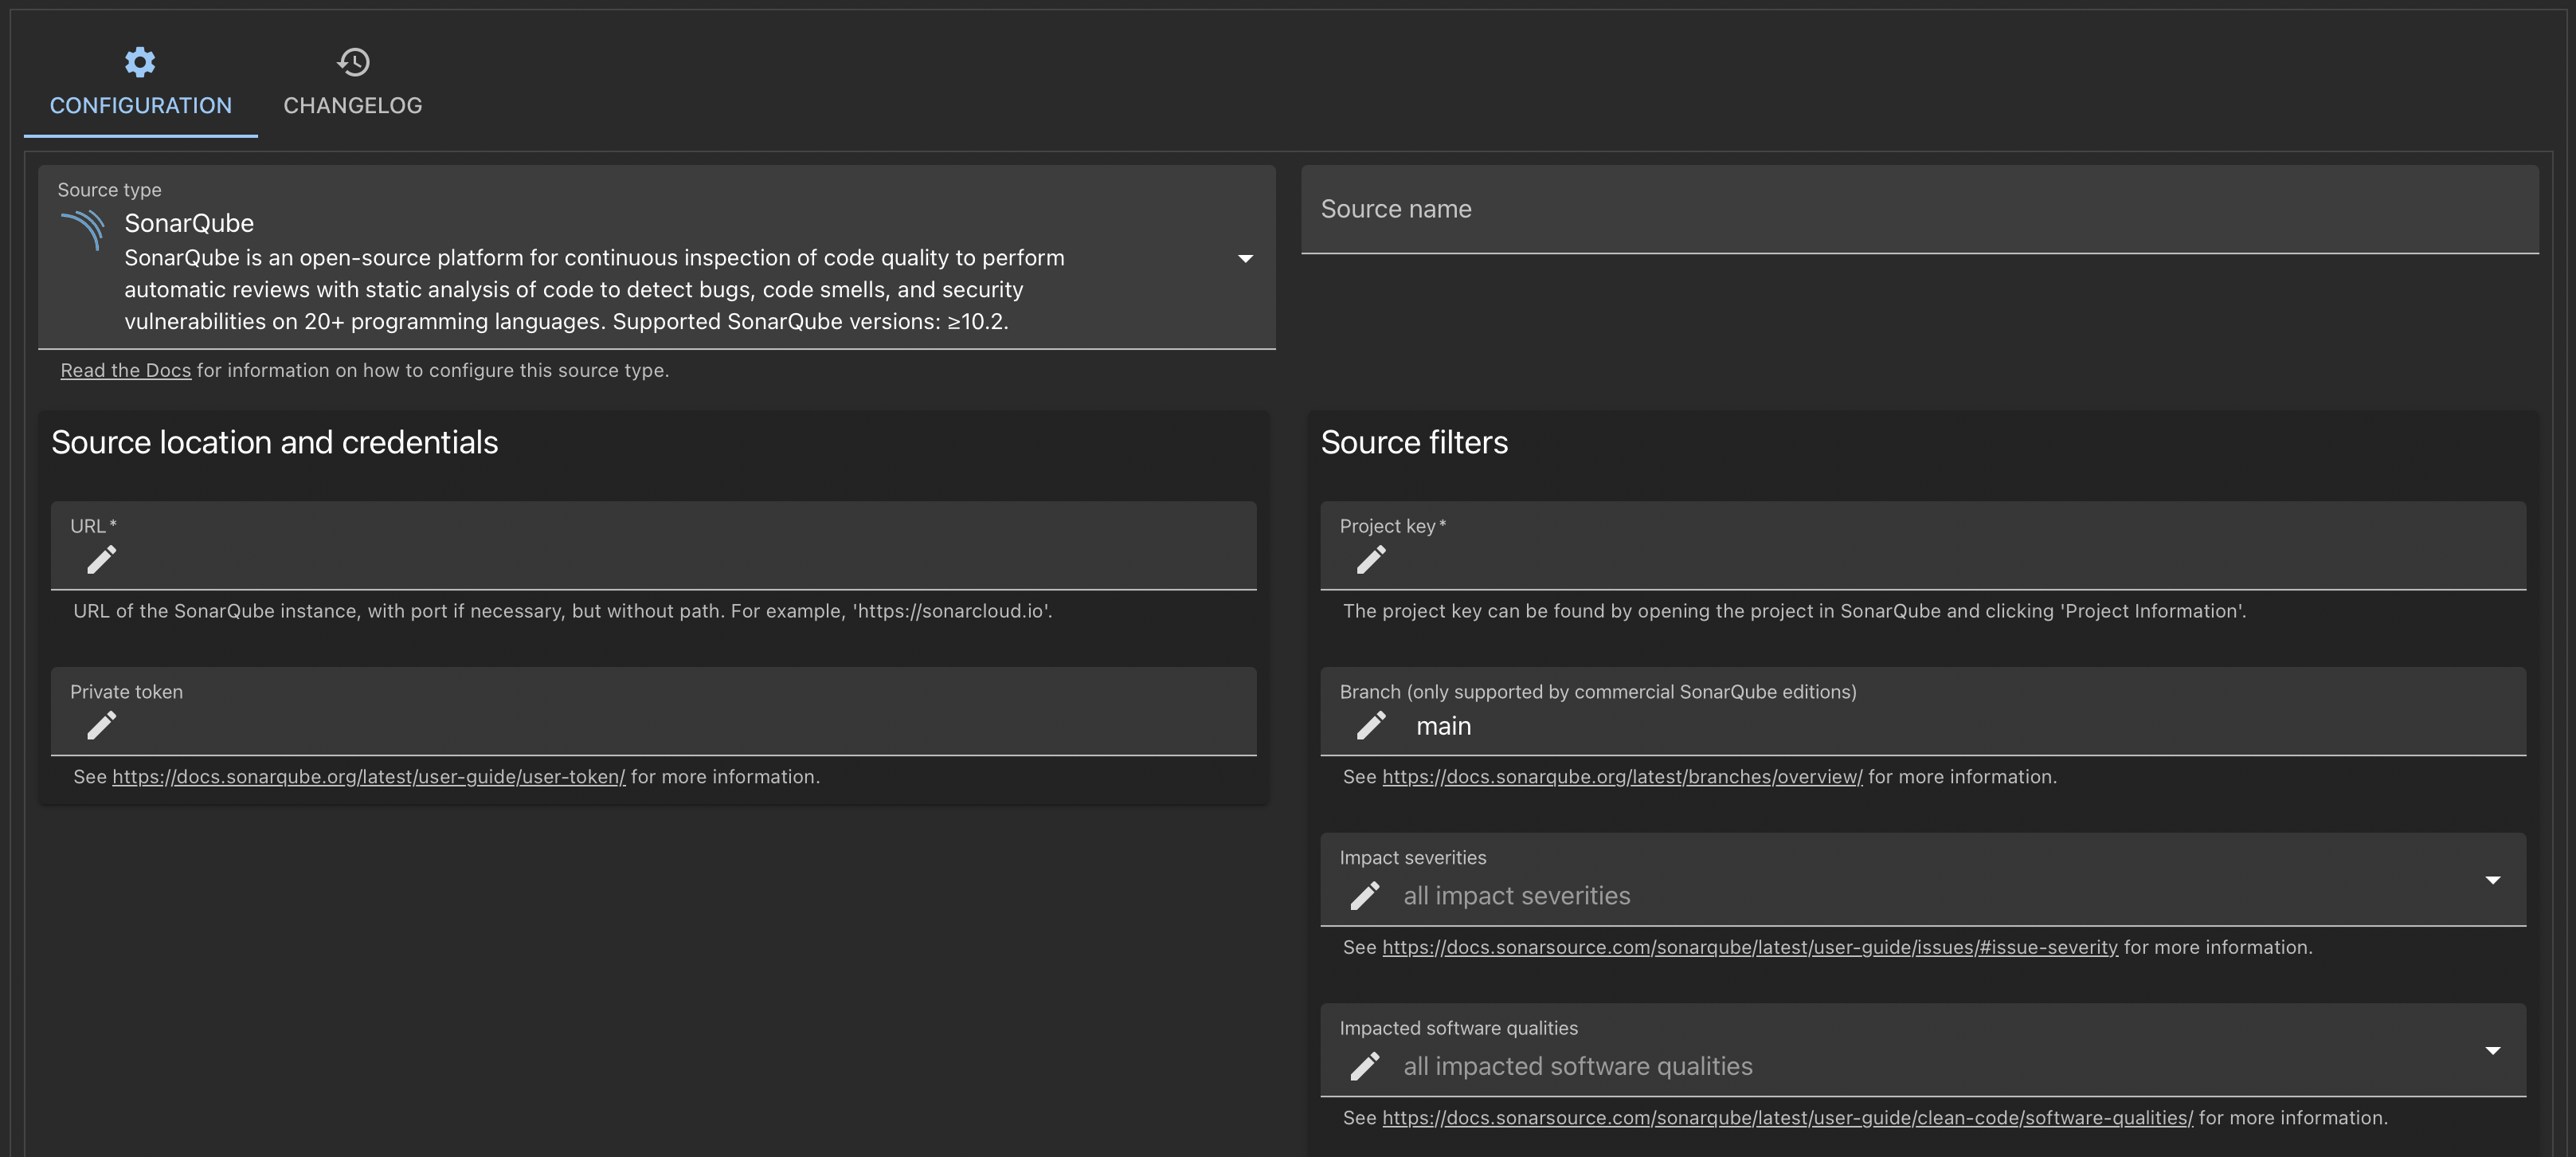 CONFIGURATION
CHANGELOG
Source type
SonarQube
SonarQube is an open-source platform for continuous inspection of code quality to perform
automatic reviews with static analysis of code to detect bugs, code smells, and security
vulnerabilities on 20+ programming languages. Supported SonarQube versions: ≥10.2.
Read the Docs for information on how to configure this source type.
Source name
Source location and credentials
URL*
URL of the SonarQube instance, with port if necessary, but without path. For example, 'https://sonarcloud.io'.
Private token
See https://docs.sonarqube.org/latest/user-guide/user-token/ for more information.
Source filters
Project key*
The project key can be found by opening the project in SonarQube and clicking 'Project Information'.
Branch (only supported by commercial SonarQube editions)
main
See https://docs.sonarqube.org/latest/branches/overview/ for more information.
Impact severities
all impact severities
See https://docs.sonarsource.com/sonarqube/latest/user-guide/issues/#issue-severity for more information.
Impacted software qualities
all impacted software qualities
See https://docs.sonarsource.com/sonarqube/latest/user-guide/clean-code/software-qualities/ for more information.